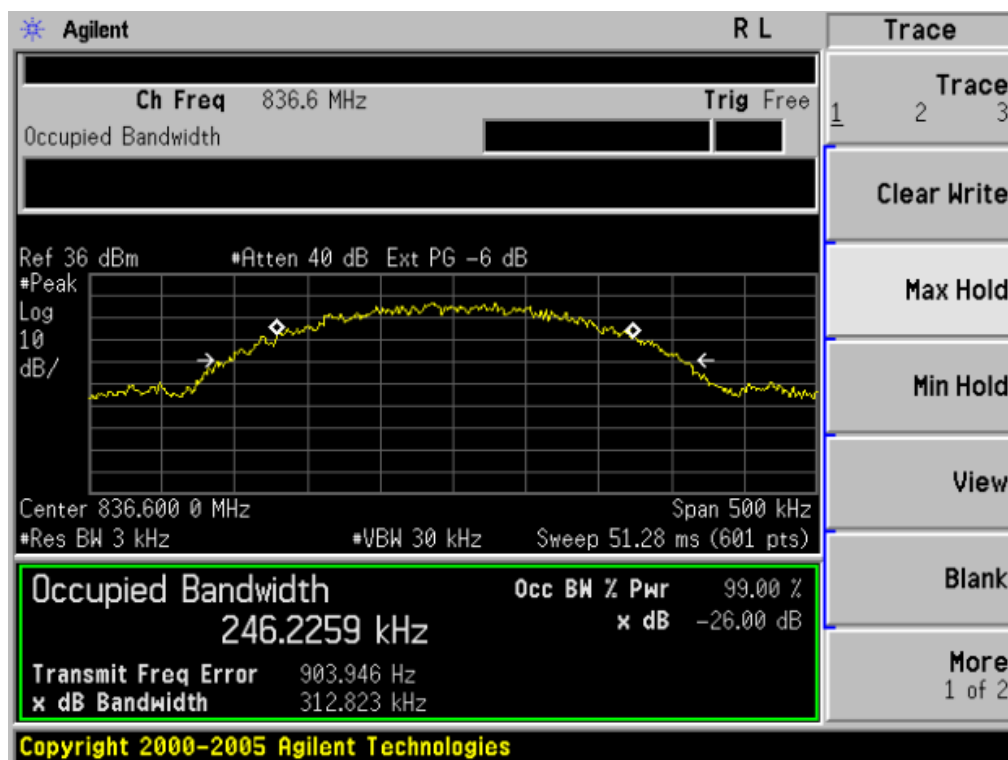 Agilent R L Trace
Ch Freq 836.6 MHz Trig Free
Occupied Bandwidth
Trace
1 2 3
Clear Write
Ref 36 dBm #Atten 40 dB Ext PG -6 dB
#Peak
Log
10
dB/
Max Hold
Min Hold
View
Center 836.600 0 MHz Span 500 kHz
#Res BW 3 kHz #VBW 30 kHz Sweep 51.28 ms (601 pts)
Occupied Bandwidth Occ BW % Pwr 99.00 %
246.2259 kHz x dB -26.00 dB
Transmit Freq Error 903.946 Hz
x dB Bandwidth 312.823 kHz
Blank
More
1 of 2
Copyright 2000-2005 Agilent Technologies